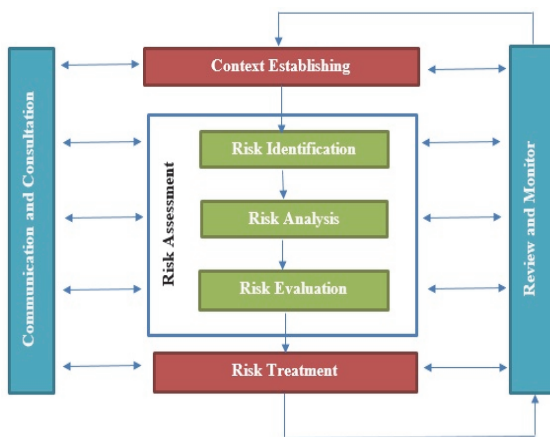 Context Establishing
Communication and Consultation
Risk Assessment
Risk Identification
Risk Analysis
Risk Evaluation
Review and Monitor
Risk Treatment